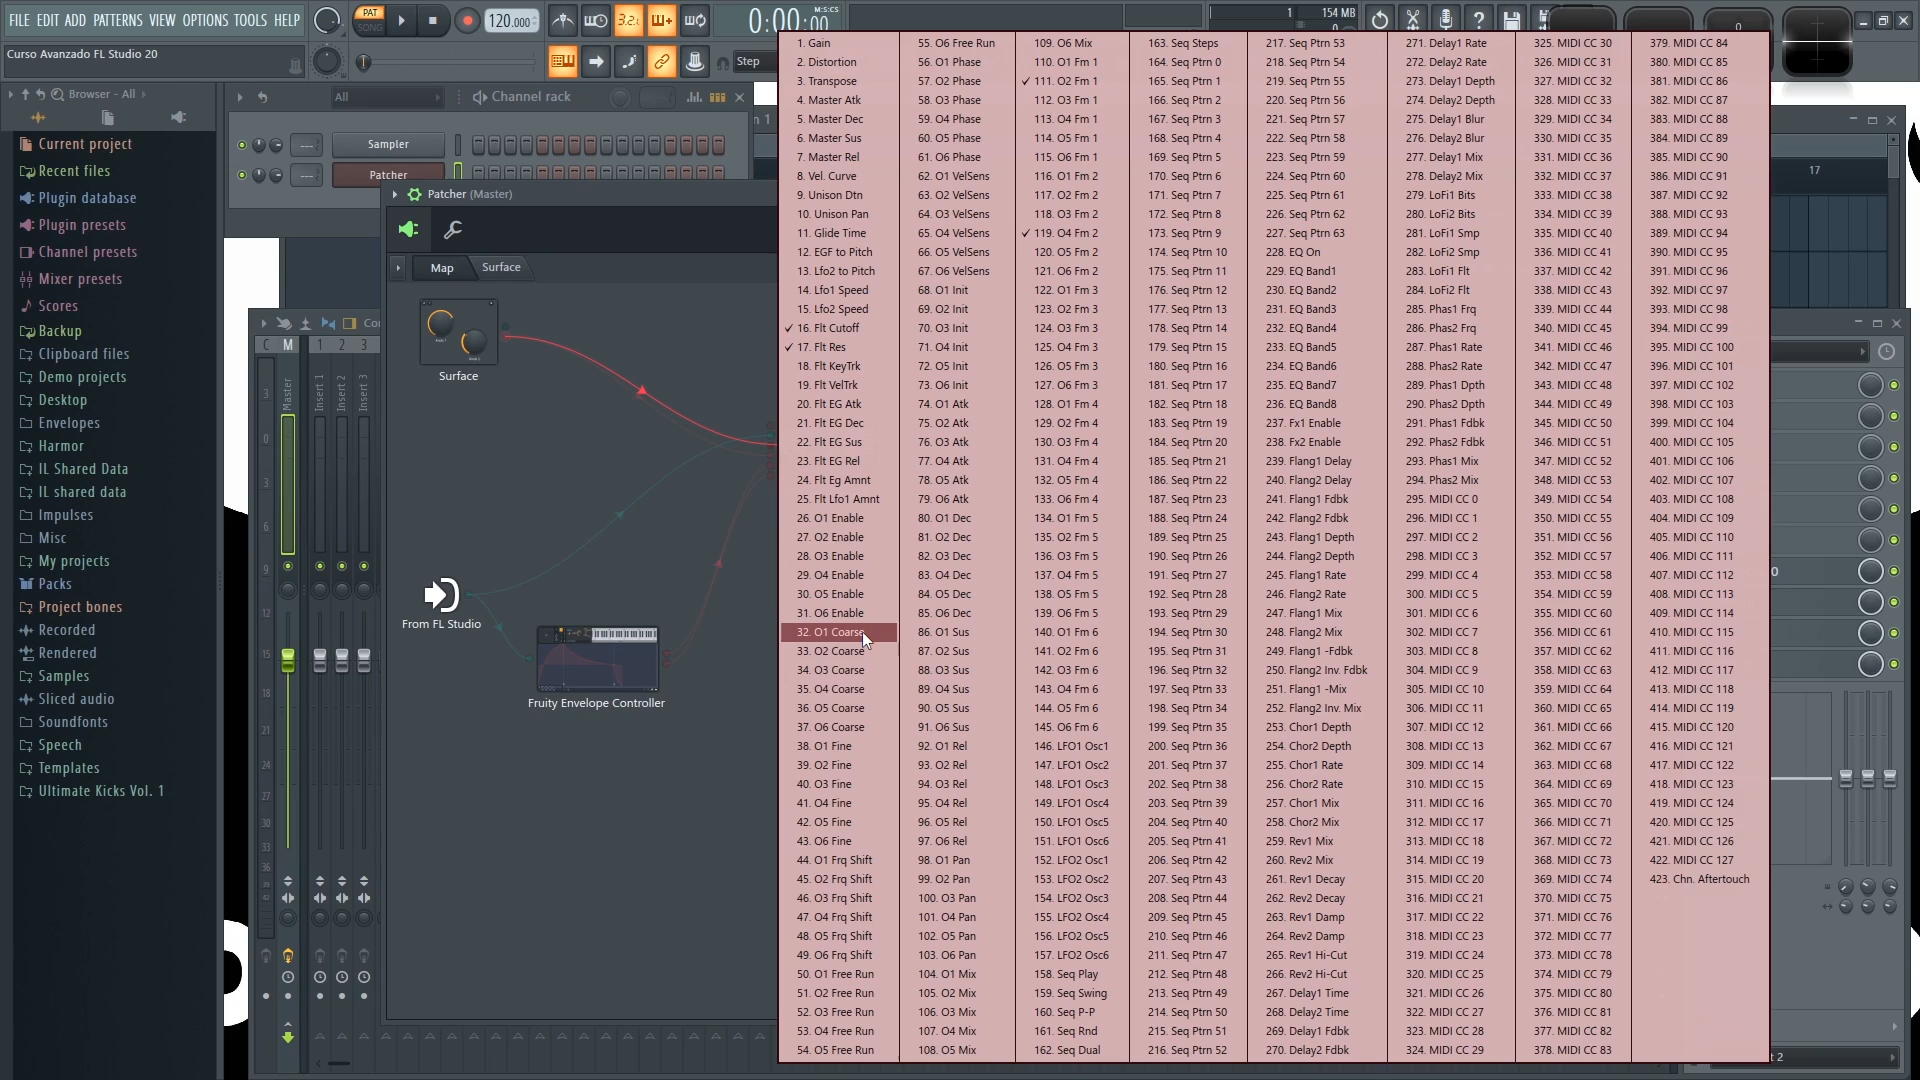 FILE EDIT ADD PATTERNS VIEW OPTIONS TOOLS HELP
PAT
SONG
120.000
3.2.
0:00:00
M:S:CS
1
154 MB
0
Curso Avanzado FL Studio 20
Step
Browser - All
Current project
Recent files
Plugin database
Plugin presets
Channel presets
Mixer presets
Scores
Backup
Clipboard files
Demo projects
Desktop
Envelopes
Harmor
IL Shared Data
IL shared data
Impulses
Misc
My projects
Packs
Project bones
Recorded
Rendered
Samples
Sliced audio
Soundfonts
Speech
Templates
Ultimate Kicks Vol. 1
All
Channel rack
Sampler
Patcher
Patcher (Master)
Map
Surface
Surface
From FL Studio
Fruity Envelope Controller
C M 1 2 3
Master
Insert 1
Insert 2
Insert 3
17
1. Gain
2. Distortion
3. Transpose
4. Master Atk
5. Master Dec
6. Master Sus
7. Master Rel
8. Vel. Curve
9. Unison Dtn
10. Unison Pan
11. Glide Time
12. EGF to Pitch
13. Lfo2 to Pitch
14. Lfo1 Speed
15. Lfo2 Speed
✓ 16. Flt Cutoff
✓ 17. Flt Res
18. Flt KeyTrk
19. Flt VelTrk
20. Flt EG Atk
21. Flt EG Dec
22. Flt EG Sus
23. Flt EG Rel
24. Flt Eg Amnt
25. Flt Lfo1 Amnt
26. O1 Enable
27. O2 Enable
28. O3 Enable
29. O4 Enable
30. O5 Enable
31. O6 Enable
32. O1 Coarse
33. O2 Coarse
34. O3 Coarse
35. O4 Coarse
36. O5 Coarse
37. O6 Coarse
38. O1 Fine
39. O2 Fine
40. O3 Fine
41. O4 Fine
42. O5 Fine
43. O6 Fine
44. O1 Frq Shift
45. O2 Frq Shift
46. O3 Frq Shift
47. O4 Frq Shift
48. O5 Frq Shift
49. O6 Frq Shift
50. O1 Free Run
51. O2 Free Run
52. O3 Free Run
53. O4 Free Run
54. O5 Free Run
55. O6 Free Run
56. O1 Phase
57. O2 Phase
58. O3 Phase
59. O4 Phase
60. O5 Phase
61. O6 Phase
62. O1 VelSens
63. O2 VelSens
64. O3 VelSens
65. O4 VelSens
66. O5 VelSens
67. O6 VelSens
68. O1 Init
69. O2 Init
70. O3 Init
71. O4 Init
72. O5 Init
73. O6 Init
74. O1 Atk
75. O2 Atk
76. O3 Atk
77. O4 Atk
78. O5 Atk
79. O6 Atk
80. O1 Dec
81. O2 Dec
82. O3 Dec
83. O4 Dec
84. O5 Dec
85. O6 Dec
86. O1 Sus
87. O2 Sus
88. O3 Sus
89. O4 Sus
90. O5 Sus
91. O6 Sus
92. O1 Rel
93. O2 Rel
94. O3 Rel
95. O4 Rel
96. O5 Rel
97. O6 Rel
98. O1 Pan
99. O2 Pan
100. O3 Pan
101. O4 Pan
102. O5 Pan
103. O6 Pan
104. O1 Mix
105. O2 Mix
106. O3 Mix
107. O4 Mix
108. O5 Mix
109. O6 Mix
110. O1 Fm 1
✓ 111. O2 Fm 1
112. O3 Fm 1
113. O4 Fm 1
114. O5 Fm 1
115. O6 Fm 1
116. O1 Fm 2
117. O2 Fm 2
118. O3 Fm 2
✓ 119. O4 Fm 2
120. O5 Fm 2
121. O6 Fm 2
122. O1 Fm 3
123. O2 Fm 3
124. O3 Fm 3
125. O4 Fm 3
126. O5 Fm 3
127. O6 Fm 3
128. O1 Fm 4
129. O2 Fm 4
130. O3 Fm 4
131. O4 Fm 4
132. O5 Fm 4
133. O6 Fm 4
134. O1 Fm 5
135. O2 Fm 5
136. O3 Fm 5
137. O4 Fm 5
138. O5 Fm 5
139. O6 Fm 5
140. O1 Fm 6
141. O2 Fm 6
142. O3 Fm 6
143. O4 Fm 6
144. O5 Fm 6
145. O6 Fm 6
146. LFO1 Osc1
147. LFO1 Osc2
148. LFO1 Osc3
149. LFO1 Osc4
150. LFO1 Osc5
151. LFO1 Osc6
152. LFO2 Osc1
153. LFO2 Osc2
154. LFO2 Osc3
155. LFO2 Osc4
156. LFO2 Osc5
157. LFO2 Osc6
158. Seq Play
159. Seq Swing
160. Seq P-P
161. Seq Rnd
162. Seq Dual
163. Seq Steps
164. Seq Ptrn 0
165. Seq Ptrn 1
166. Seq Ptrn 2
167. Seq Ptrn 3
168. Seq Ptrn 4
169. Seq Ptrn 5
170. Seq Ptrn 6
171. Seq Ptrn 7
172. Seq Ptrn 8
173. Seq Ptrn 9
174. Seq Ptrn 10
175. Seq Ptrn 11
176. Seq Ptrn 12
177. Seq Ptrn 13
178. Seq Ptrn 14
179. Seq Ptrn 15
180. Seq Ptrn 16
181. Seq Ptrn 17
182. Seq Ptrn 18
183. Seq Ptrn 19
184. Seq Ptrn 20
185. Seq Ptrn 21
186. Seq Ptrn 22
187. Seq Ptrn 23
188. Seq Ptrn 24
189. Seq Ptrn 25
190. Seq Ptrn 26
191. Seq Ptrn 27
192. Seq Ptrn 28
193. Seq Ptrn 29
194. Seq Ptrn 30
195. Seq Ptrn 31
196. Seq Ptrn 32
197. Seq Ptrn 33
198. Seq Ptrn 34
199. Seq Ptrn 35
200. Seq Ptrn 36
201. Seq Ptrn 37
202. Seq Ptrn 38
203. Seq Ptrn 39
204. Seq Ptrn 40
205. Seq Ptrn 41
206. Seq Ptrn 42
207. Seq Ptrn 43
208. Seq Ptrn 44
209. Seq Ptrn 45
210. Seq Ptrn 46
211. Seq Ptrn 47
212. Seq Ptrn 48
213. Seq Ptrn 49
214. Seq Ptrn 50
215. Seq Ptrn 51
216. Seq Ptrn 52
217. Seq Ptrn 53
218. Seq Ptrn 54
219. Seq Ptrn 55
220. Seq Ptrn 56
221. Seq Ptrn 57
222. Seq Ptrn 58
223. Seq Ptrn 59
224. Seq Ptrn 60
225. Seq Ptrn 61
226. Seq Ptrn 62
227. Seq Ptrn 63
228. EQ On
229. EQ Band1
230. EQ Band2
231. EQ Band3
232. EQ Band4
233. EQ Band5
234. EQ Band6
235. EQ Band7
236. EQ Band8
237. Fx1 Enable
238. Fx2 Enable
239. Flang1 Delay
240. Flang2 Delay
241. Flang1 Fdbk
242. Flang2 Fdbk
243. Flang1 Depth
244. Flang2 Depth
245. Flang1 Rate
246. Flang2 Rate
247. Flang1 Mix
248. Flang2 Mix
249. Flang1 -Fdbk
250. Flang2 Inv. Fdbk
251. Flang1 -Mix
252. Flang2 Inv. Mix
253. Chor1 Depth
254. Chor2 Depth
255. Chor1 Rate
256. Chor2 Rate
257. Chor1 Mix
258. Chor2 Mix
259. Rev1 Mix
260. Rev2 Mix
261. Rev1 Decay
262. Rev2 Decay
263. Rev1 Damp
264. Rev2 Damp
265. Rev1 Hi-Cut
266. Rev2 Hi-Cut
267. Delay1 Time
268. Delay2 Time
269. Delay1 Fdbk
270. Delay2 Fdbk
271. Delay1 Rate
272. Delay2 Rate
273. Delay1 Depth
274. Delay2 Depth
275. Delay1 Blur
276. Delay2 Blur
277. Delay1 Mix
278. Delay2 Mix
279. LoFi1 Bits
280. LoFi2 Bits
281. LoFi1 Smp
282. LoFi2 Smp
283. LoFi1 Flt
284. LoFi2 Flt
285. Phas1 Frq
286. Phas2 Frq
287. Phas1 Rate
288. Phas2 Rate
289. Phas1 Dpth
290. Phas2 Dpth
291. Phas1 Fdbk
292. Phas2 Fdbk
293. Phas1 Mix
294. Phas2 Mix
295. MIDI CC 0
296. MIDI CC 1
297. MIDI CC 2
298. MIDI CC 3
299. MIDI CC 4
300. MIDI CC 5
301. MIDI CC 6
302. MIDI CC 7
303. MIDI CC 8
304. MIDI CC 9
305. MIDI CC 10
306. MIDI CC 11
307. MIDI CC 12
308. MIDI CC 13
309. MIDI CC 14
310. MIDI CC 15
311. MIDI CC 16
312. MIDI CC 17
313. MIDI CC 18
314. MIDI CC 19
315. MIDI CC 20
316. MIDI CC 21
317. MIDI CC 22
318. MIDI CC 23
319. MIDI CC 24
320. MIDI CC 25
321. MIDI CC 26
322. MIDI CC 27
323. MIDI CC 28
324. MIDI CC 29
325. MIDI CC 30
326. MIDI CC 31
327. MIDI CC 32
328. MIDI CC 33
329. MIDI CC 34
330. MIDI CC 35
331. MIDI CC 36
332. MIDI CC 37
333. MIDI CC 38
334. MIDI CC 39
335. MIDI CC 40
336. MIDI CC 41
337. MIDI CC 42
338. MIDI CC 43
339. MIDI CC 44
340. MIDI CC 45
341. MIDI CC 46
342. MIDI CC 47
343. MIDI CC 48
344. MIDI CC 49
345. MIDI CC 50
346. MIDI CC 51
347. MIDI CC 52
348. MIDI CC 53
349. MIDI CC 54
350. MIDI CC 55
351. MIDI CC 56
352. MIDI CC 57
353. MIDI CC 58
354. MIDI CC 59
355. MIDI CC 60
356. MIDI CC 61
357. MIDI CC 62
358. MIDI CC 63
359. MIDI CC 64
360. MIDI CC 65
361. MIDI CC 66
362. MIDI CC 67
363. MIDI CC 68
364. MIDI CC 69
365. MIDI CC 70
366. MIDI CC 71
367. MIDI CC 72
368. MIDI CC 73
369. MIDI CC 74
370. MIDI CC 75
371. MIDI CC 76
372. MIDI CC 77
373. MIDI CC 78
374. MIDI CC 79
375. MIDI CC 80
376. MIDI CC 81
377. MIDI CC 82
378. MIDI CC 83
379. MIDI CC 84
380. MIDI CC 85
381. MIDI CC 86
382. MIDI CC 87
383. MIDI CC 88
384. MIDI CC 89
385. MIDI CC 90
386. MIDI CC 91
387. MIDI CC 92
388. MIDI CC 93
389. MIDI CC 94
390. MIDI CC 95
391. MIDI CC 96
392. MIDI CC 97
393. MIDI CC 98
394. MIDI CC 99
395. MIDI CC 100
396. MIDI CC 101
397. MIDI CC 102
398. MIDI CC 103
399. MIDI CC 104
400. MIDI CC 105
401. MIDI CC 106
402. MIDI CC 107
403. MIDI CC 108
404. MIDI CC 109
405. MIDI CC 110
406. MIDI CC 111
407. MIDI CC 112
408. MIDI CC 113
409. MIDI CC 114
410. MIDI CC 115
411. MIDI CC 116
412. MIDI CC 117
413. MIDI CC 118
414. MIDI CC 119
415. MIDI CC 120
416. MIDI CC 121
417. MIDI CC 122
418. MIDI CC 123
419. MIDI CC 124
420. MIDI CC 125
421. MIDI CC 126
422. MIDI CC 127
423. Chn. Aftertouch